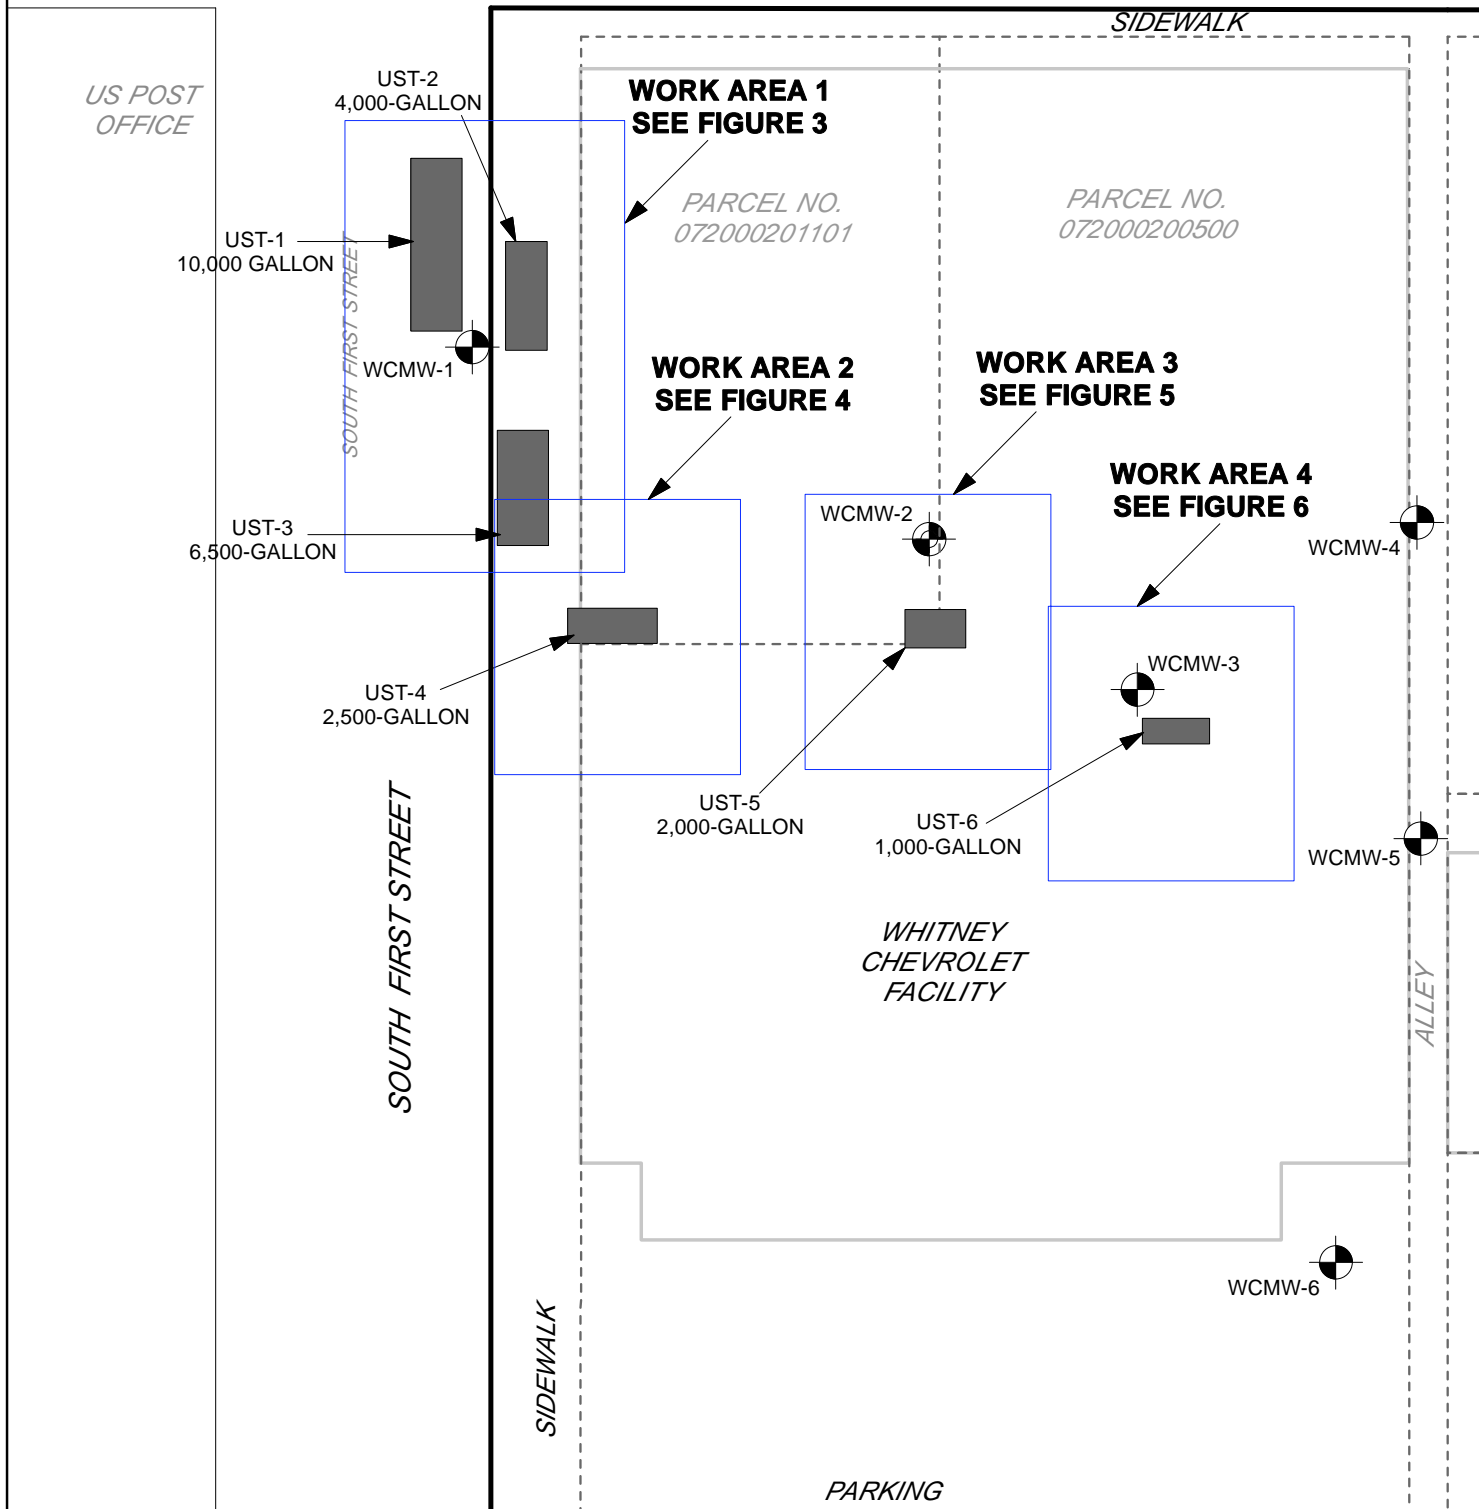 SIDEWALK
US POST
OFFICE
UST-2
4,000-GALLON
WORK AREA 1
SEE FIGURE 3
PARCEL NO.
072000201101
PARCEL NO.
072000200500
UST-1
10,000 GALLON
SOUTH FIRST STREET
WCMW-1
WORK AREA 2
SEE FIGURE 4
WORK AREA 3
SEE FIGURE 5
WORK AREA 4
SEE FIGURE 6
WCMW-2
UST-3
6,500-GALLON
WCMW-4
WCMW-3
UST-4
2,500-GALLON
UST-5
2,000-GALLON
UST-6
1,000-GALLON
WCMW-5
SOUTH FIRST STREET
WHITNEY
CHEVROLET
FACILITY
ALLEY
WCMW-6
SIDEWALK
PARKING